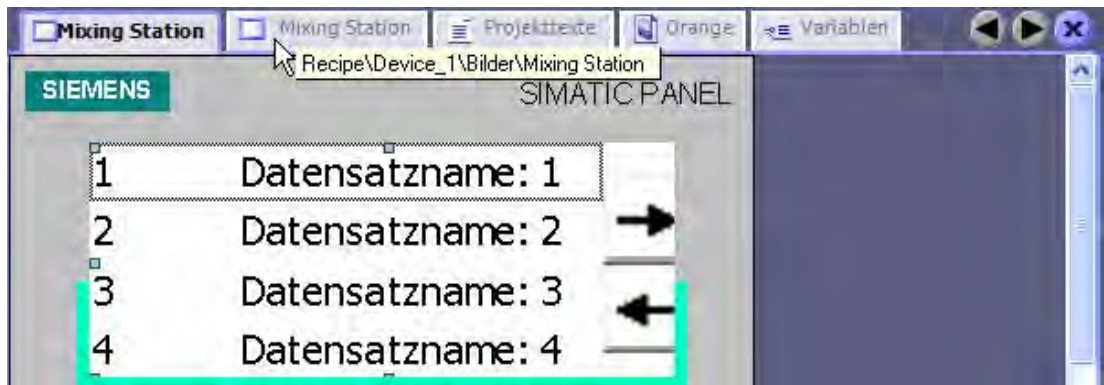 Mixing Station Mixing Station Projekttexte Orange Variablen
Recipe\Device_1\Bilder\Mixing Station
SIEMENS SIMATIC PANEL
1 Datensatzname: 1
2 Datensatzname: 2
3 Datensatzname: 3
4 Datensatzname: 4